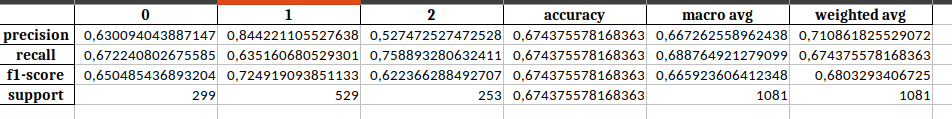 0 1 2 accuracy macro avg weighted avg
precision 0,630094043887147 0,844221105527638 0,527472527472528 0,674375578168363 0,667262558962438 0,710861825529072
recall 0,672240802675585 0,635160680529301 0,758893280632411 0,674375578168363 0,688764921279099 0,674375578168363
f1-score 0,650485436893204 0,724919093851133 0,622366288492707 0,674375578168363 0,665923606412348 0,6803293406725
support 299 529 253 0,674375578168363 1081 1081